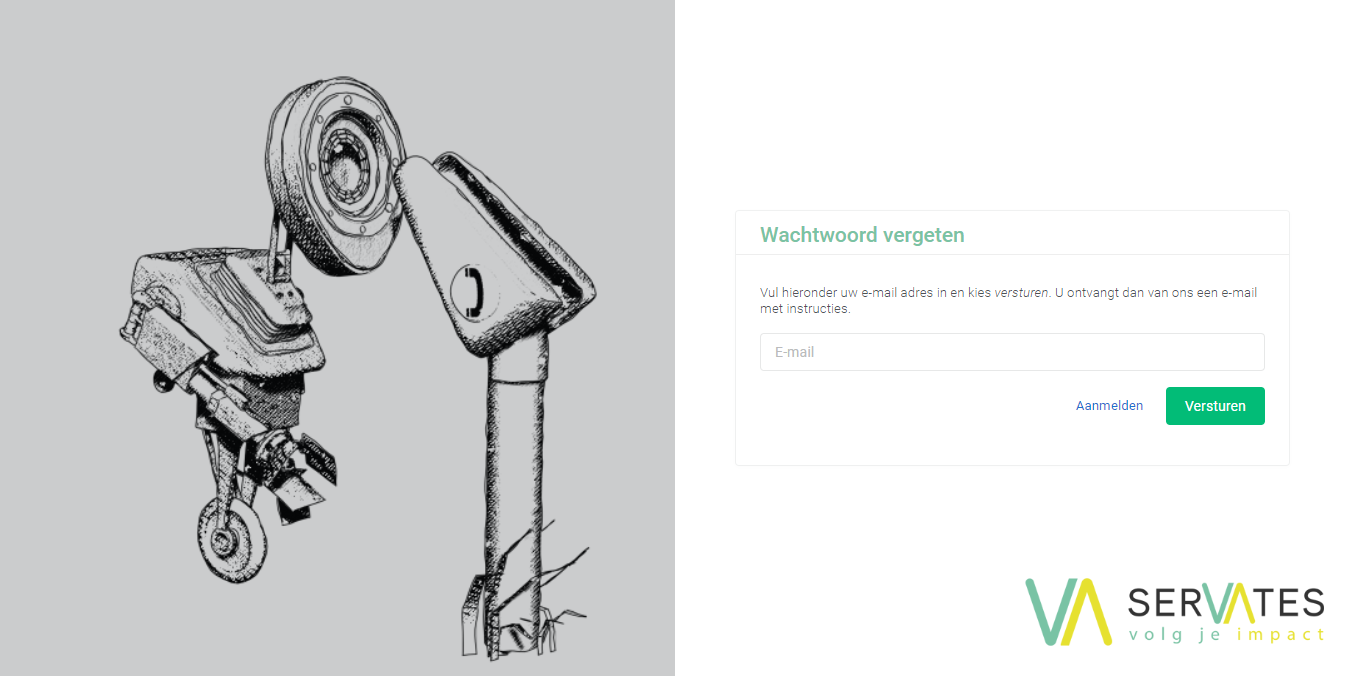 Wachtwoord vergeten
Vul hieronder uw e-mail adres in en kies versturen. U ontvangt dan van ons een e-mail
met instructies.
E-mail
Aanmelden
Versturen
VA SERVATES
volg je impact